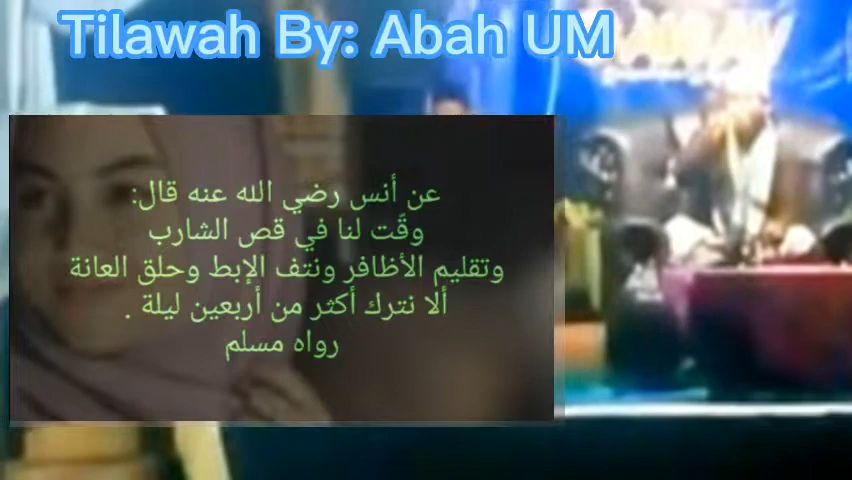 Tilawah By: Abah UM
عن أنس رضي الله عنه قال:
وقّت لنا في قص الشارب
وتقليم الأظافر ونتف الإبط وحلق العانة
ألا نترك أكثر من أربعين ليلة .
رواه مسلم